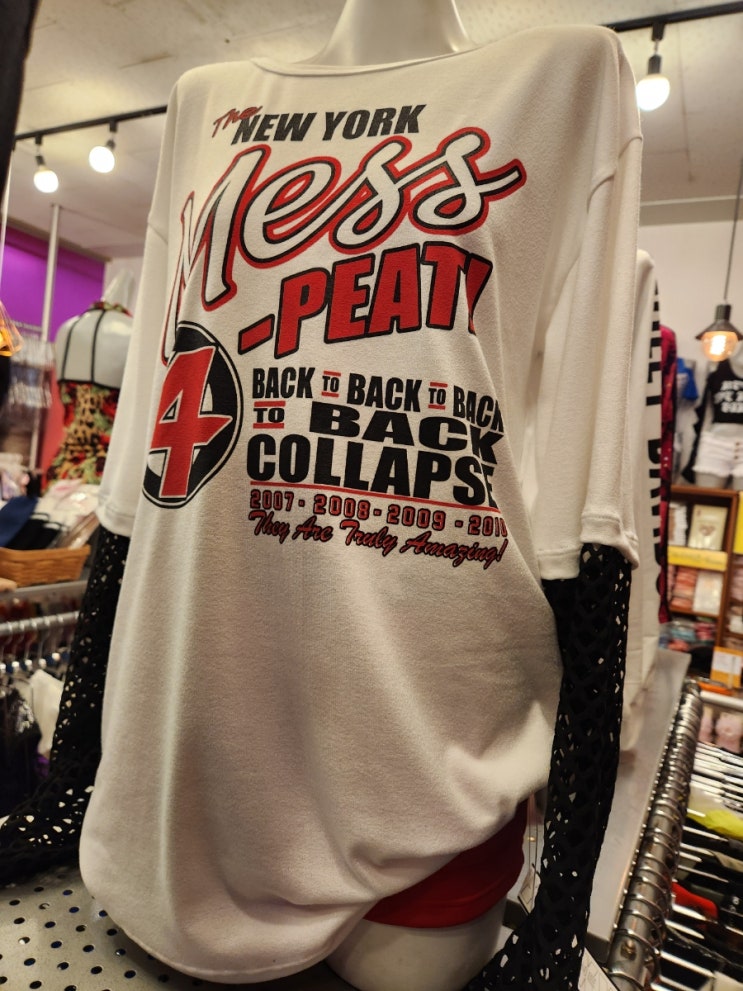 The NEW YORK
Mess
-PEAT!
4
BACK TO BACK TO BACK
TO BACK
COLLAPSE
2007 - 2008 - 2009 - 2010
They Are Truly Amazing!